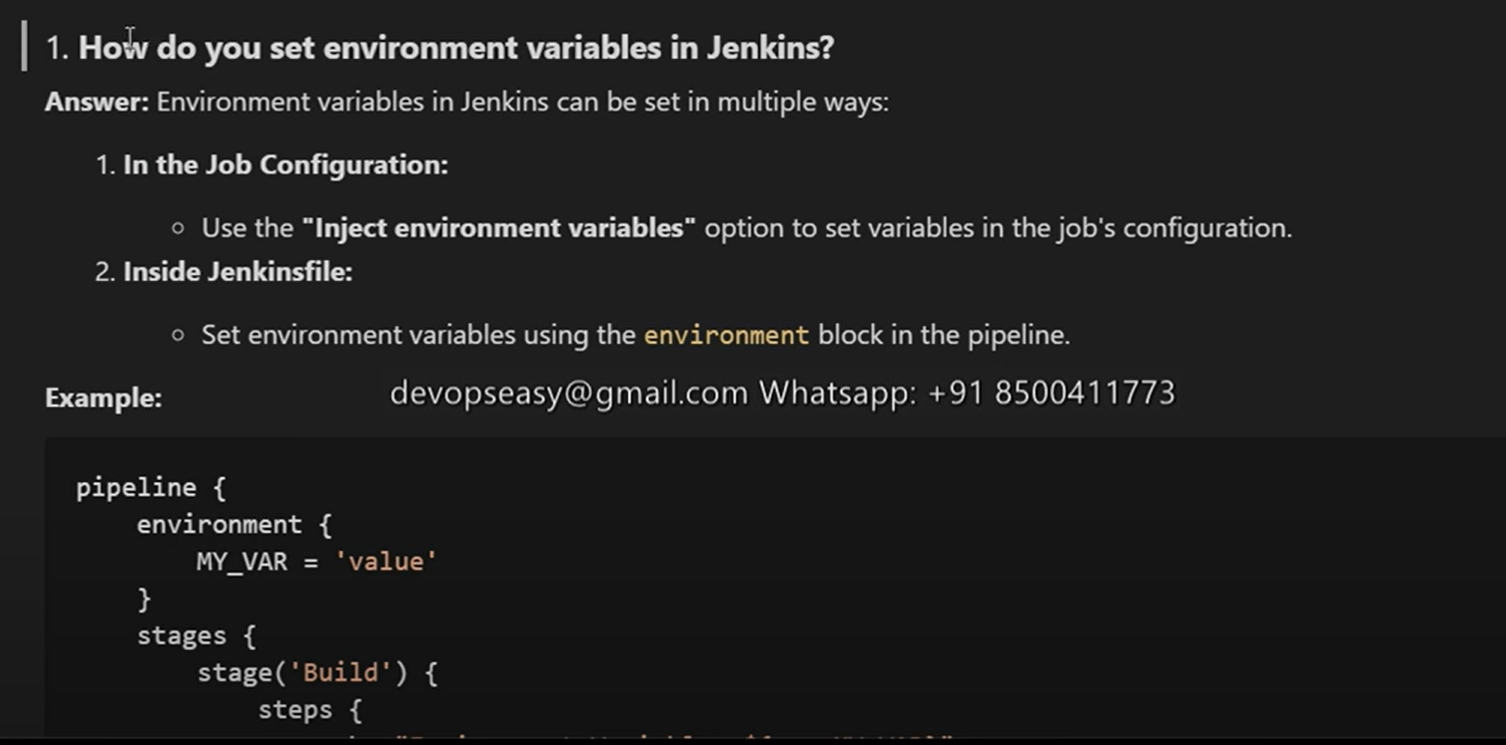 1. How do you set environment variables in Jenkins?
Answer: Environment variables in Jenkins can be set in multiple ways:
1. In the Job Configuration:
○ Use the "Inject environment variables" option to set variables in the job's configuration.
2. Inside Jenkinsfile:
○ Set environment variables using the environment block in the pipeline.
Example:
devopseasy@gmail.com Whatsapp: +91 8500411773
pipeline {
environment {
MY_VAR = 'value'
}
stages {
stage('Build') {
steps {